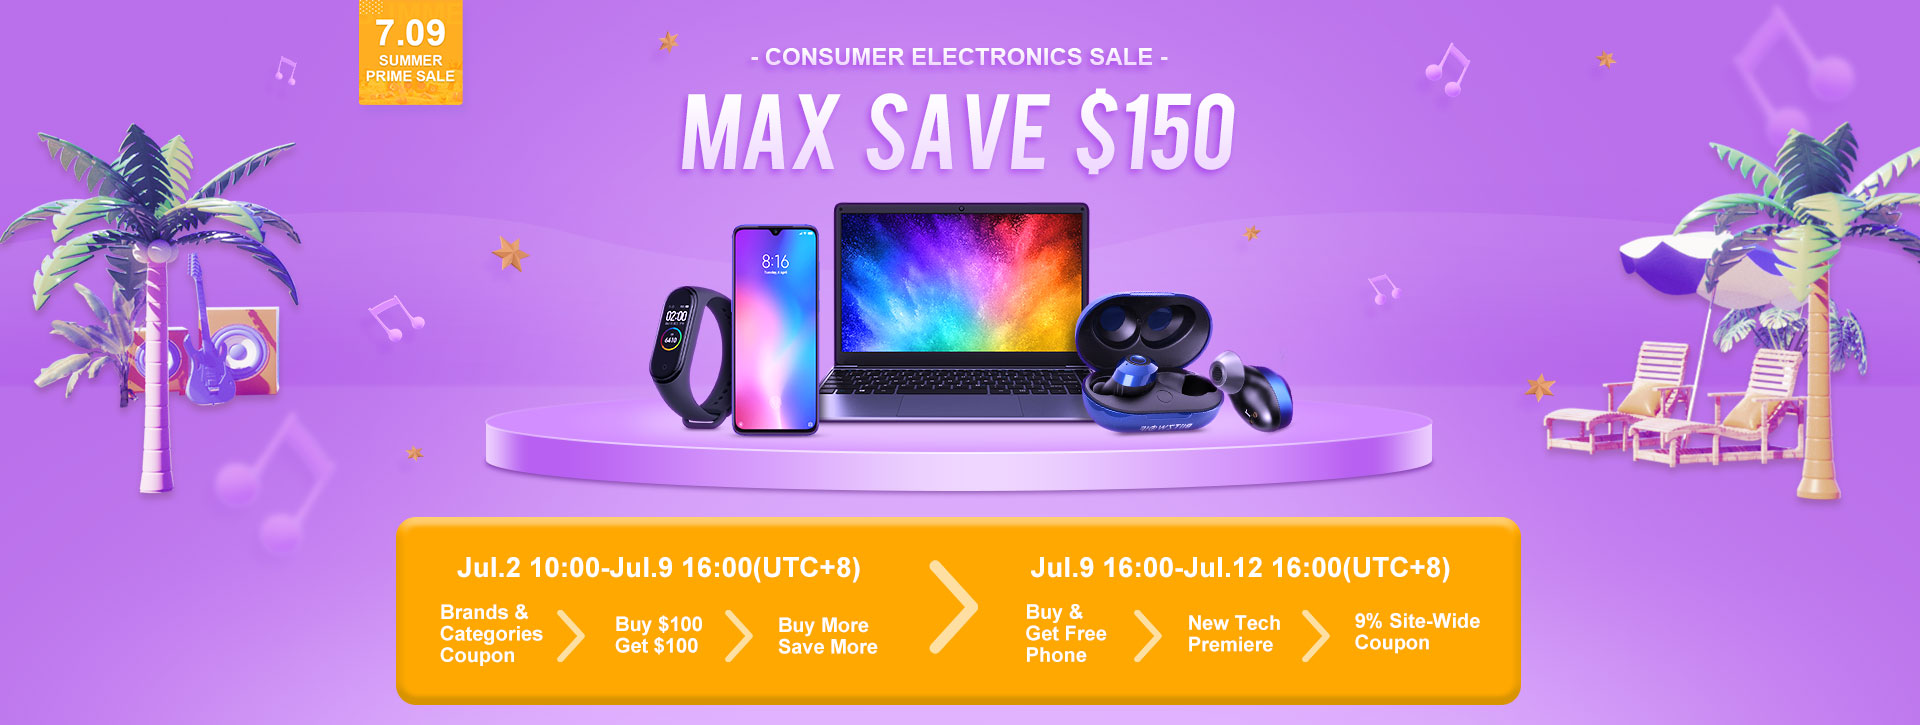 7.09
SUMMER
PRIME SALE
- CONSUMER ELECTRONICS SALE -
MAX SAVE $150
8:16
02:00
6410
Jul.2 10:00-Jul.9 16:00(UTC+8)
Brands &
Categories
Coupon
Buy $100
Get $100
Buy More
Save More
Jul.9 16:00-Jul.12 16:00(UTC+8)
Buy &
Get Free
Phone
New Tech
Premiere
9% Site-Wide
Coupon